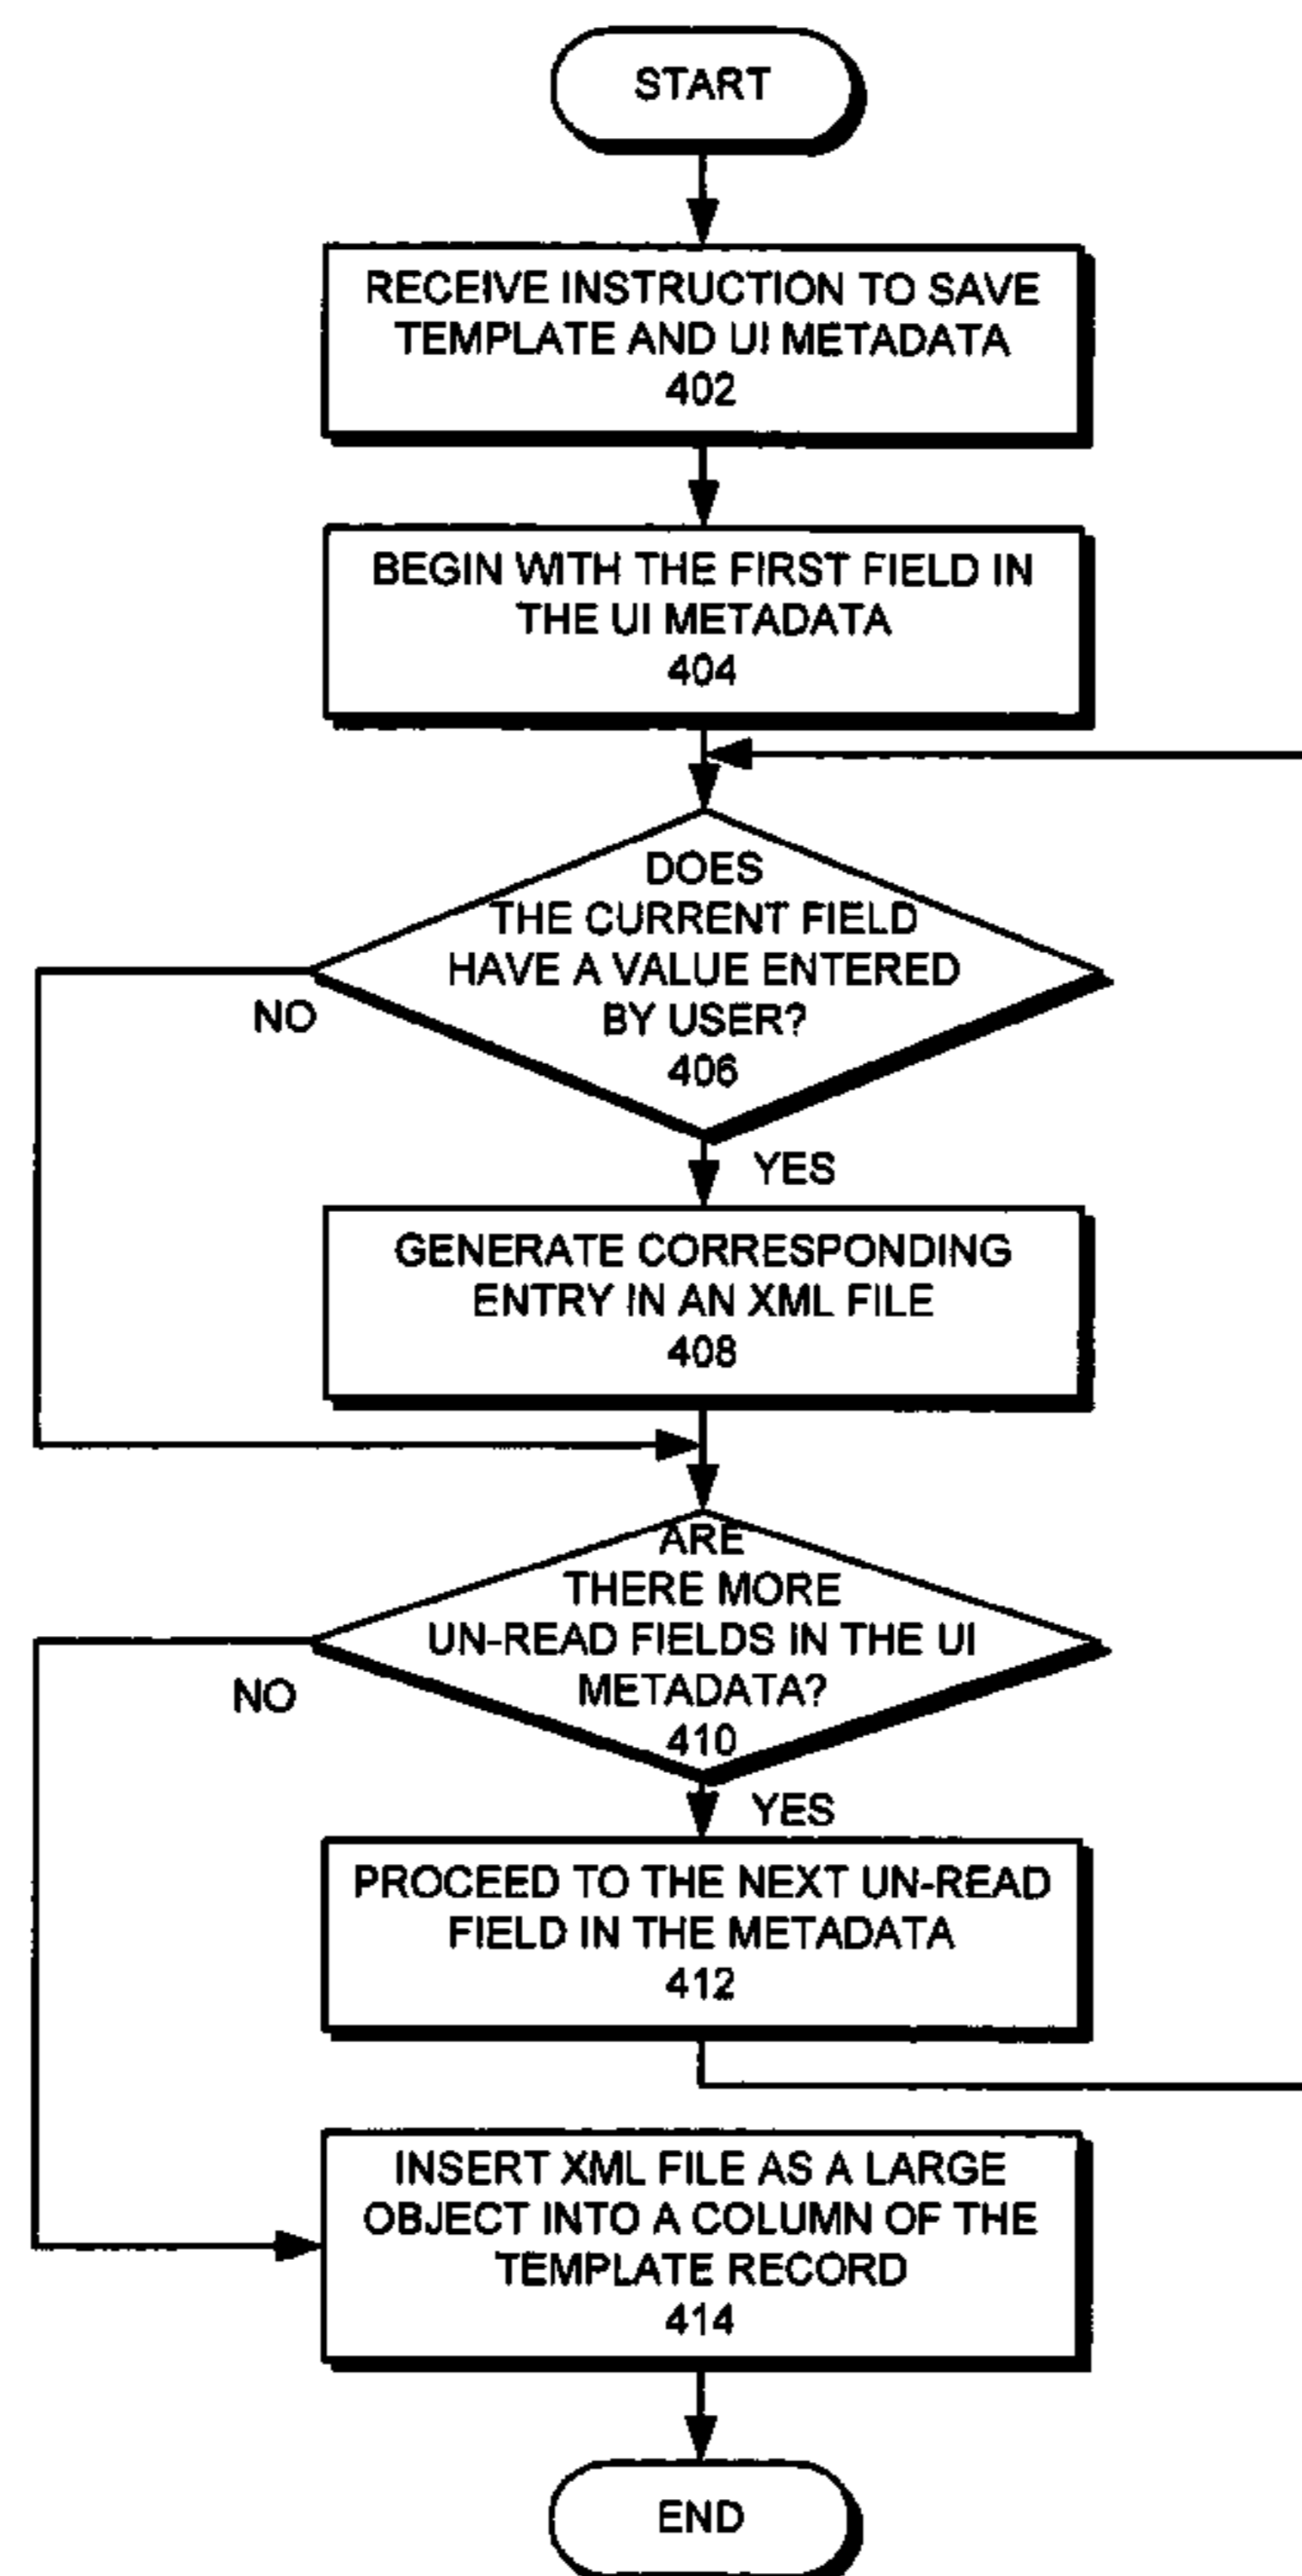 START
RECEIVE INSTRUCTION TO SAVE
TEMPLATE AND UI METADATA
402
BEGIN WITH THE FIRST FIELD IN
THE UI METADATA
404
DOES
THE CURRENT FIELD
HAVE A VALUE ENTERED
BY USER?
406
NO
YES
GENERATE CORRESPONDING
ENTRY IN AN XML FILE
408
ARE
THERE MORE
UN-READ FIELDS IN THE UI
METADATA?
410
NO
YES
PROCEED TO THE NEXT UN-READ
FIELD IN THE METADATA
412
INSERT XML FILE AS A LARGE
OBJECT INTO A COLUMN OF THE
TEMPLATE RECORD
414
END